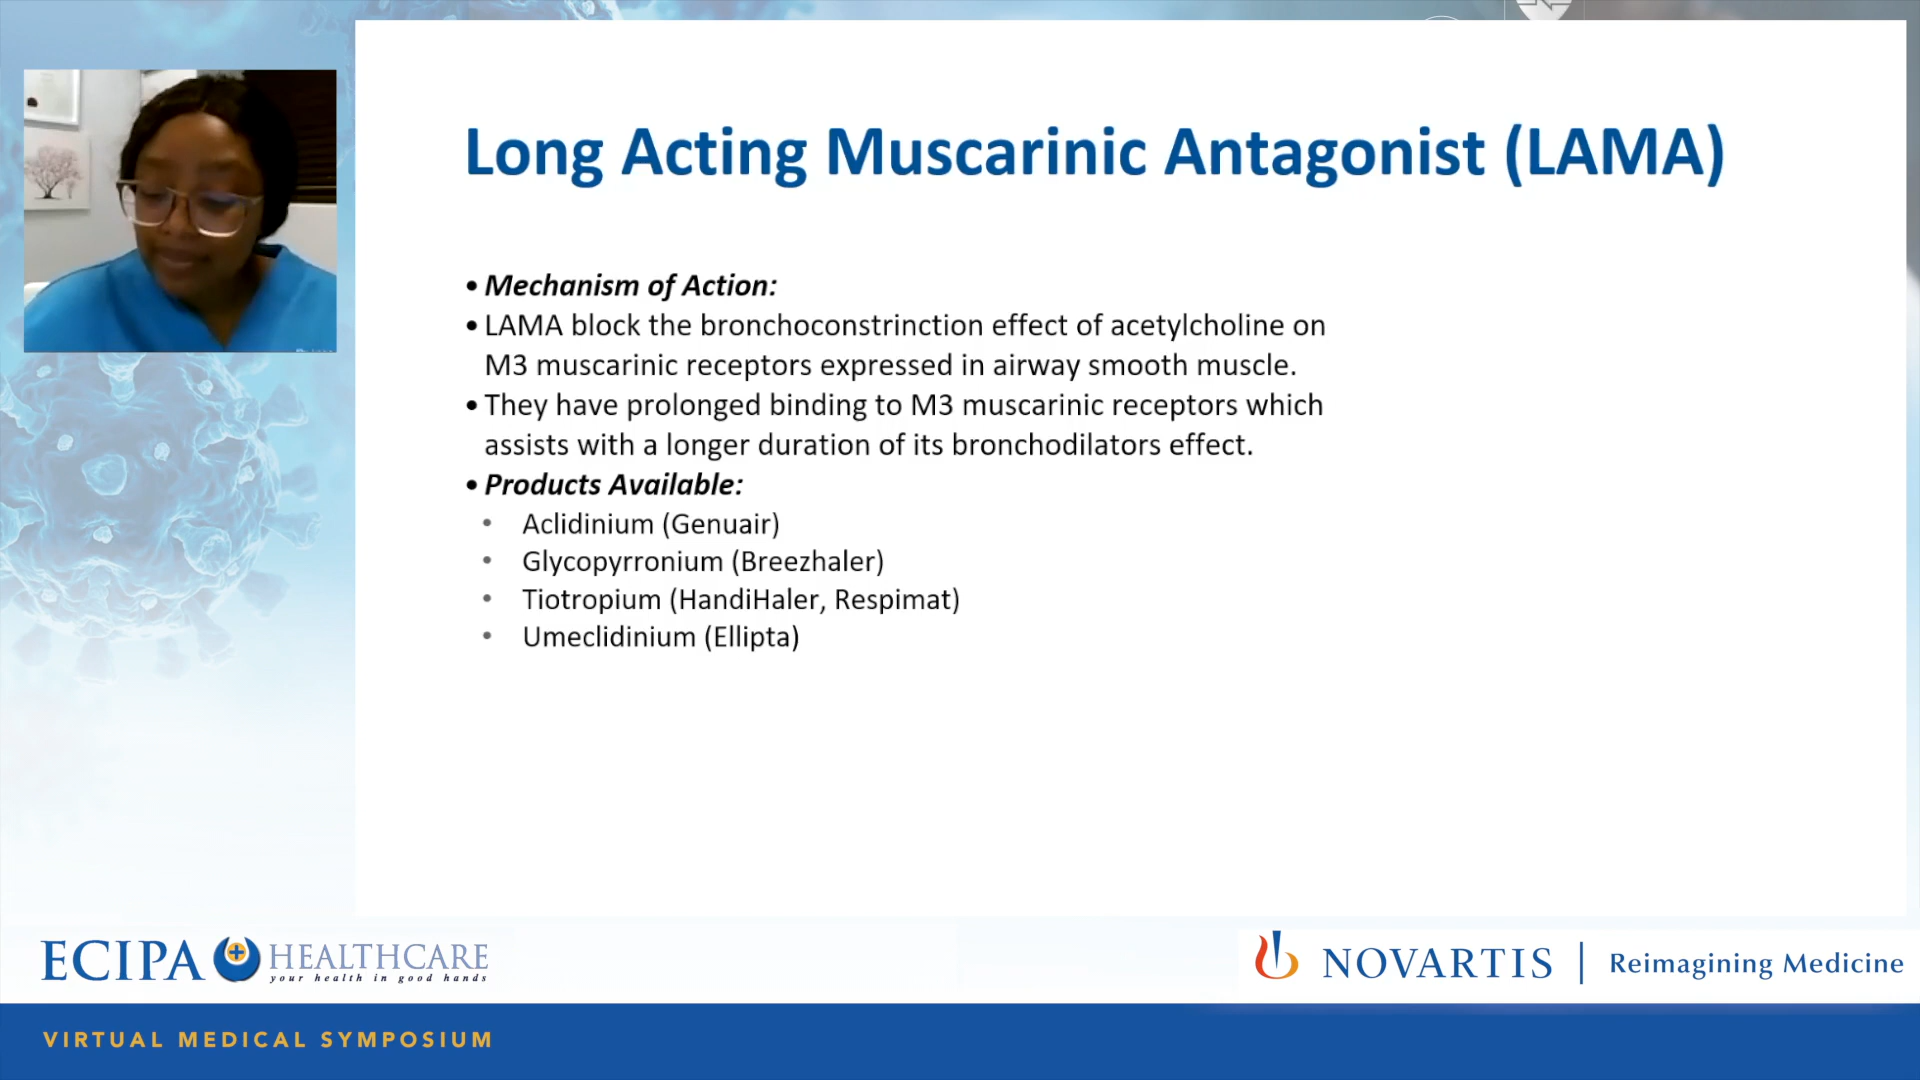 Long Acting Muscarinic Antagonist (LAMA)
• Mechanism of Action:
• LAMA block the bronchoconstrinction effect of acetylcholine on
M3 muscarinic receptors expressed in airway smooth muscle.
• They have prolonged binding to M3 muscarinic receptors which
assists with a longer duration of its bronchodilators effect.
• Products Available:
• Aclidinium (Genuair)
• Glycopyrronium (Breezhaler)
• Tiotropium (HandiHaler, Respimat)
• Umeclidinium (Ellipta)
ECIPA HEALTHCARE
your health in good hands
NOVARTIS | Reimagining Medicine
VIRTUAL MEDICAL SYMPOSIUM